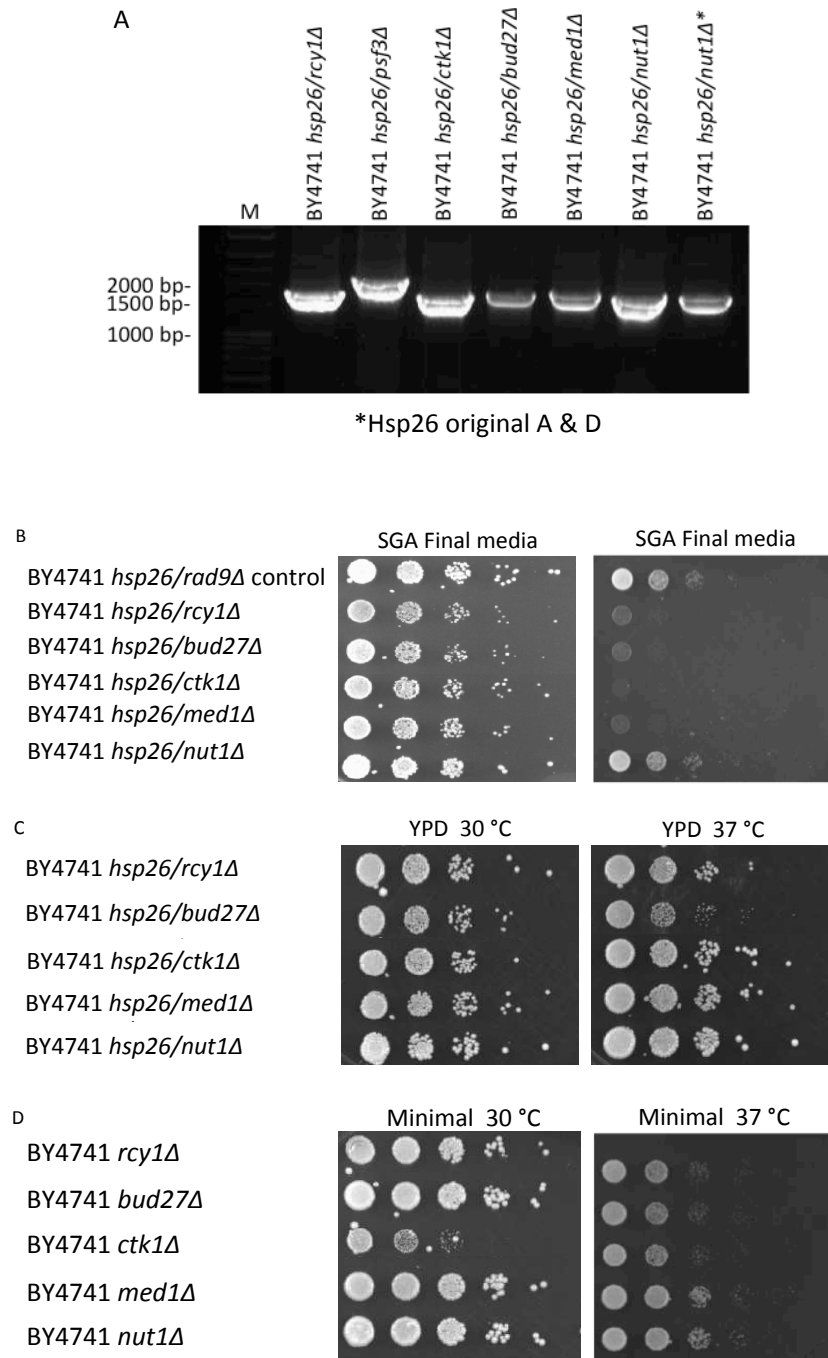 A
BY4741 hsp26/rcy1Δ
BY4741 hsp26/psf3Δ
BY4741 hsp26/ctk1Δ
BY4741 hsp26/bud27Δ
BY4741 hsp26/med1Δ
BY4741 hsp26/nut1Δ
BY4741 hsp26/nut1Δ*
M
2000 bp-
1500 bp-
1000 bp-
*Hsp26 original A & D
B
SGA Final media
SGA Final media
BY4741 hsp26/rad9Δ control
BY4741 hsp26/rcy1Δ
BY4741 hsp26/bud27Δ
BY4741 hsp26/ctk1Δ
BY4741 hsp26/med1Δ
BY4741 hsp26/nut1Δ
C
YPD 30 °C
YPD 37 °C
BY4741 hsp26/rcy1Δ
BY4741 hsp26/bud27Δ
BY4741 hsp26/ctk1Δ
BY4741 hsp26/med1Δ
BY4741 hsp26/nut1Δ
D
Minimal 30 °C
Minimal 37 °C
BY4741 rcy1Δ
BY4741 bud27Δ
BY4741 ctk1Δ
BY4741 med1Δ
BY4741 nut1Δ